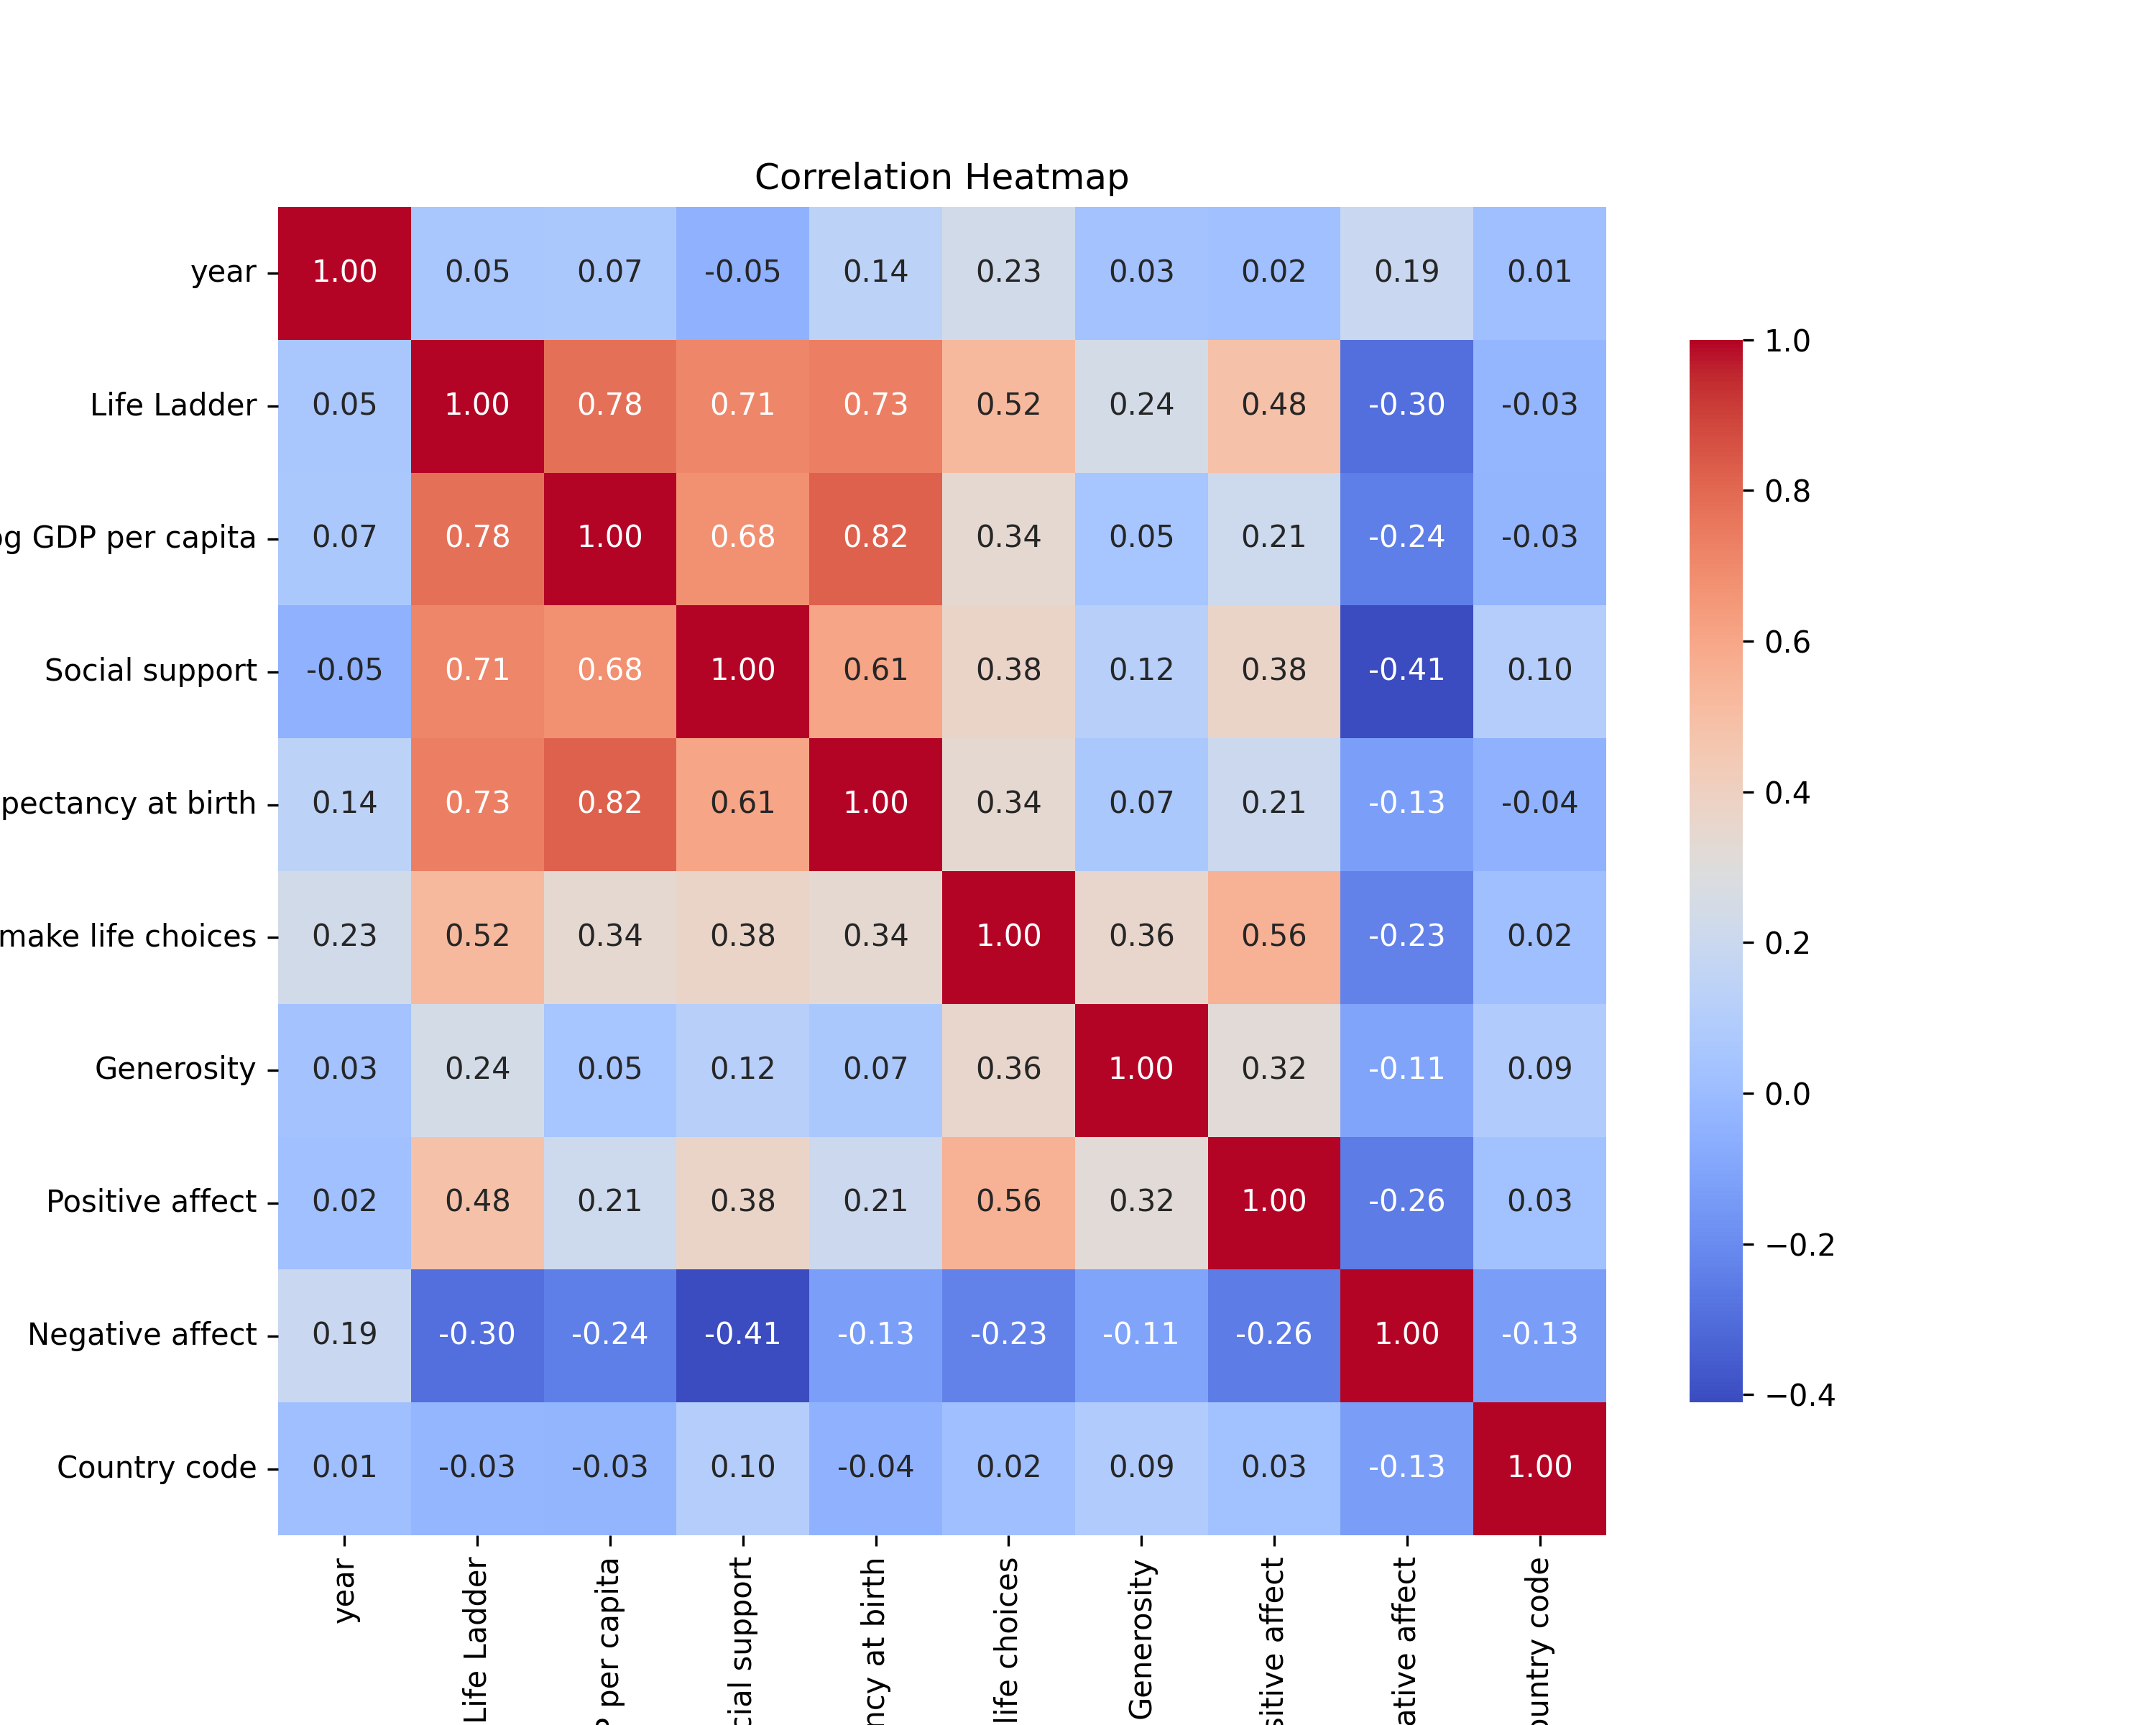 Correlation Heatmap
year 1.00 0.05 0.07 -0.05 0.14 0.23 0.03 0.02 0.19 0.01
Life Ladder 0.05 1.00 0.78 0.71 0.73 0.52 0.24 0.48 -0.30 -0.03
GDP per capita 0.07 0.78 1.00 0.68 0.82 0.34 0.05 0.21 -0.24 -0.03
Social support -0.05 0.71 0.68 1.00 0.61 0.38 0.12 0.38 -0.41 0.10
pectancy at birth 0.14 0.73 0.82 0.61 1.00 0.34 0.07 0.21 -0.13 -0.04
make life choices 0.23 0.52 0.34 0.38 0.34 1.00 0.36 0.56 -0.23 0.02
Generosity 0.03 0.24 0.05 0.12 0.07 0.36 1.00 0.32 -0.11 0.09
Positive affect 0.02 0.48 0.21 0.38 0.21 0.56 0.32 1.00 -0.26 0.03
Negative affect 0.19 -0.30 -0.24 -0.41 -0.13 -0.23 -0.11 -0.26 1.00 -0.13
Country code 0.01 -0.03 -0.03 0.10 -0.04 0.02 0.09 0.03 -0.13 1.00
year
Life Ladder
P per capita
cial support
ncy at birth
life choices
Generosity
sitive affect
ative affect
ountry code
1.0
0.8
0.6
0.4
0.2
0.0
−0.2
−0.4